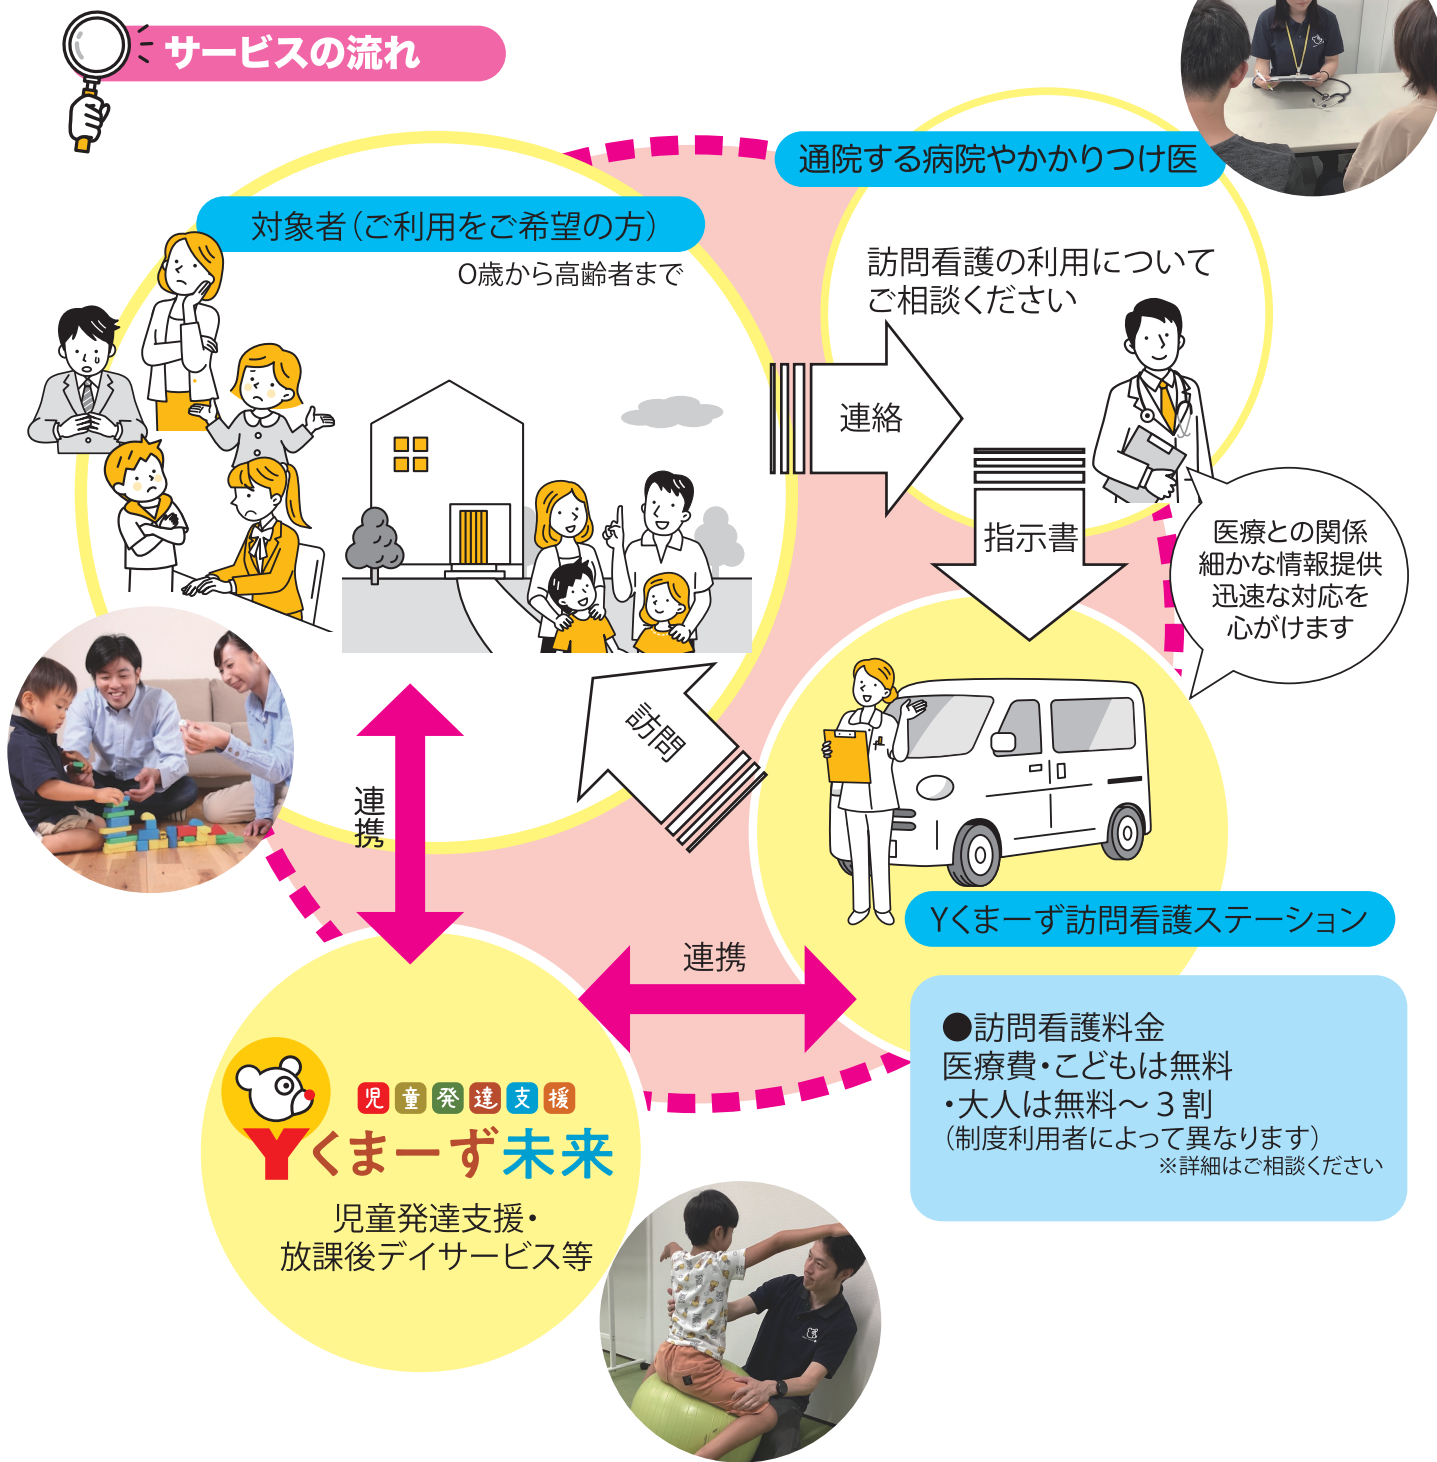 サービスの流れ
通院する病院やかかりつけ医
対象者（ご利用をご希望の方）
0歳から高齢者まで
訪問看護の利用について
ご相談ください
連絡
指示書
医療との関係
細かな情報提供
迅速な対応を
心がけます
訪問
連携
Yくまーず訪問看護ステーション
連携
●訪問看護料金
医療費・こどもは無料
・大人は無料～３割
（制度利用者によって異なります）
※詳細はご相談ください
児童発達支援
Yくまーず未来
児童発達支援・
放課後デイサービス等